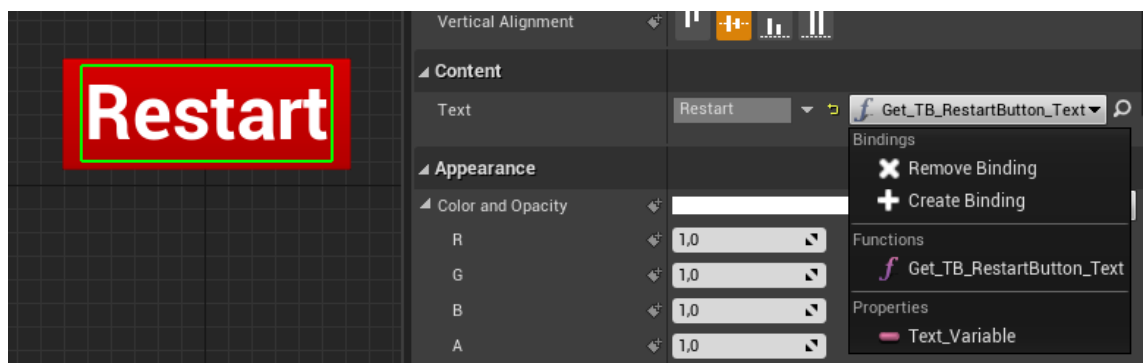 Restart
Vertical Alignment
Content
Text
Restart
Get_TB_RestartButton_Text
Bindings
Remove Binding
Create Binding
Functions
Get_TB_RestartButton_Text
Properties
Text_Variable
Appearance
Color and Opacity
R
1,0
G
1,0
B
1,0
A
1,0